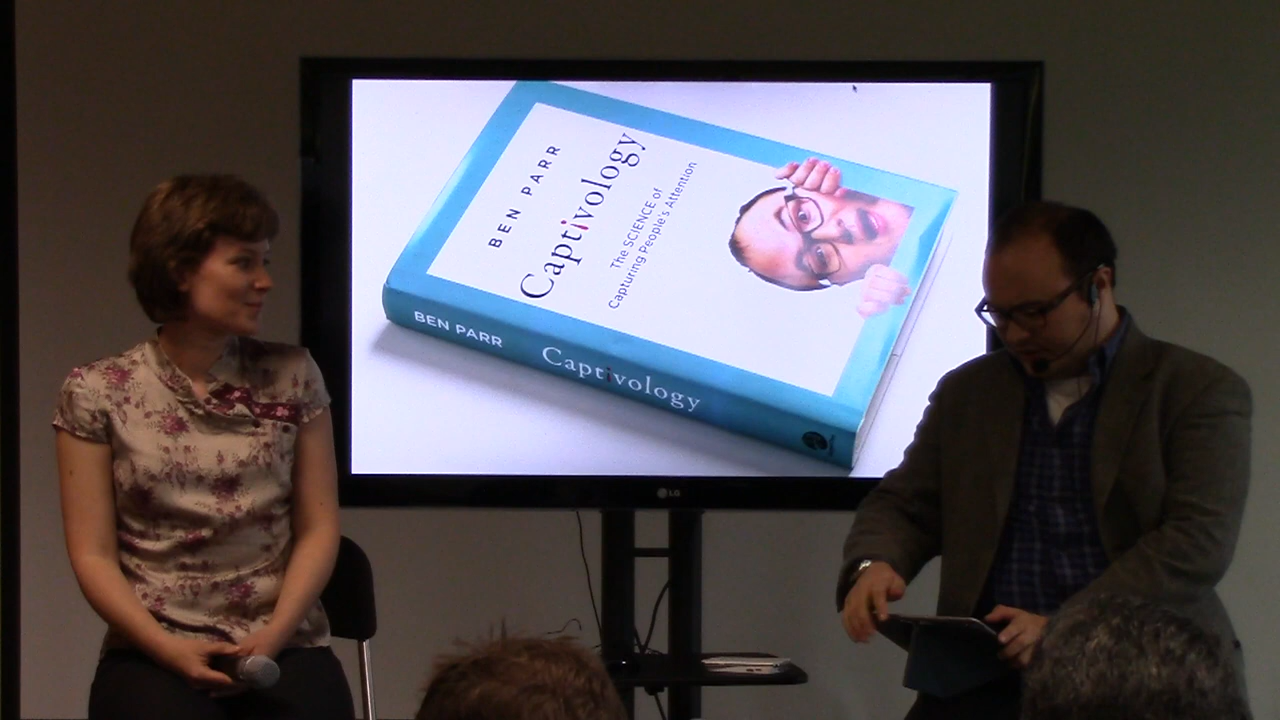 BEN PARR
Captivology
The SCIENCE of
Capturing People's Attention
BEN PARR
Captivology
LG